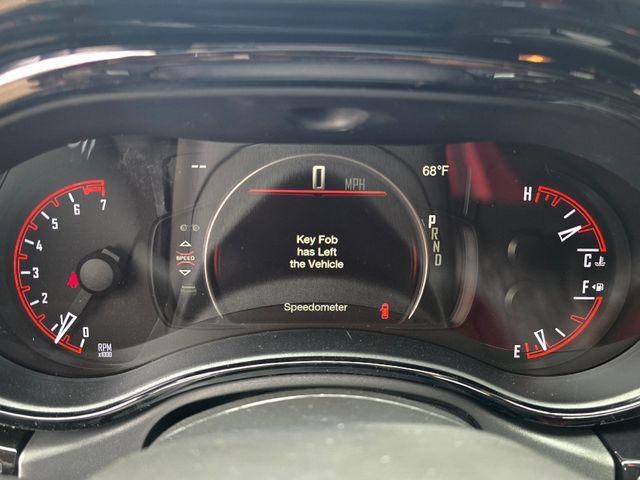 0 MPH
68°F
--
Key Fob
has Left
the Vehicle
Speedometer
SPEED
P
R
N
D
7
6
5
4
3
2
0
RPM
x1000
H
C
F
E